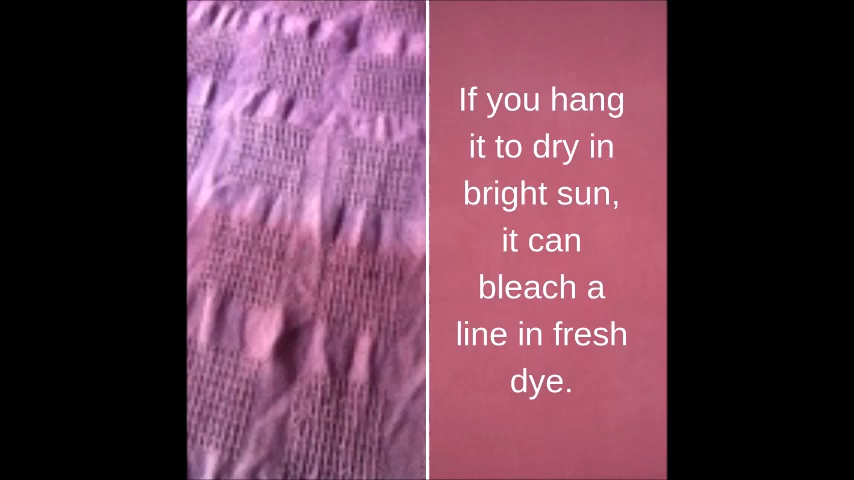 If you hang
it to dry in
bright sun,
it can
bleach a
line in fresh
dye.